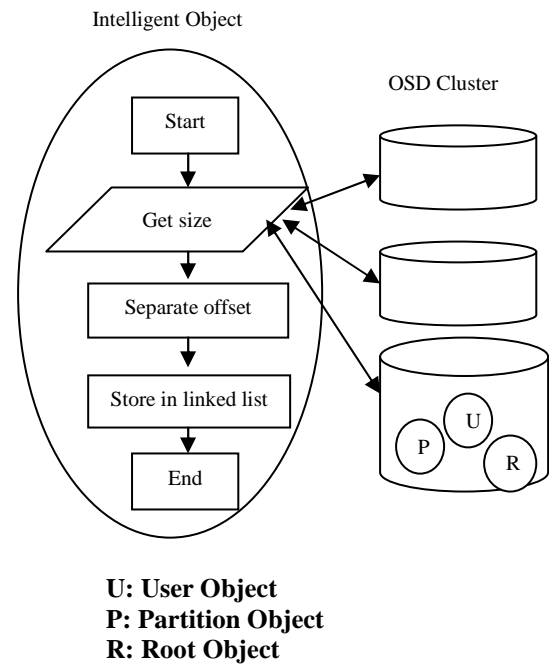 Intelligent Object
OSD Cluster
Start
Get size
Separate offset
Store in linked list
End
U
P
R
U: User Object
P: Partition Object
R: Root Object